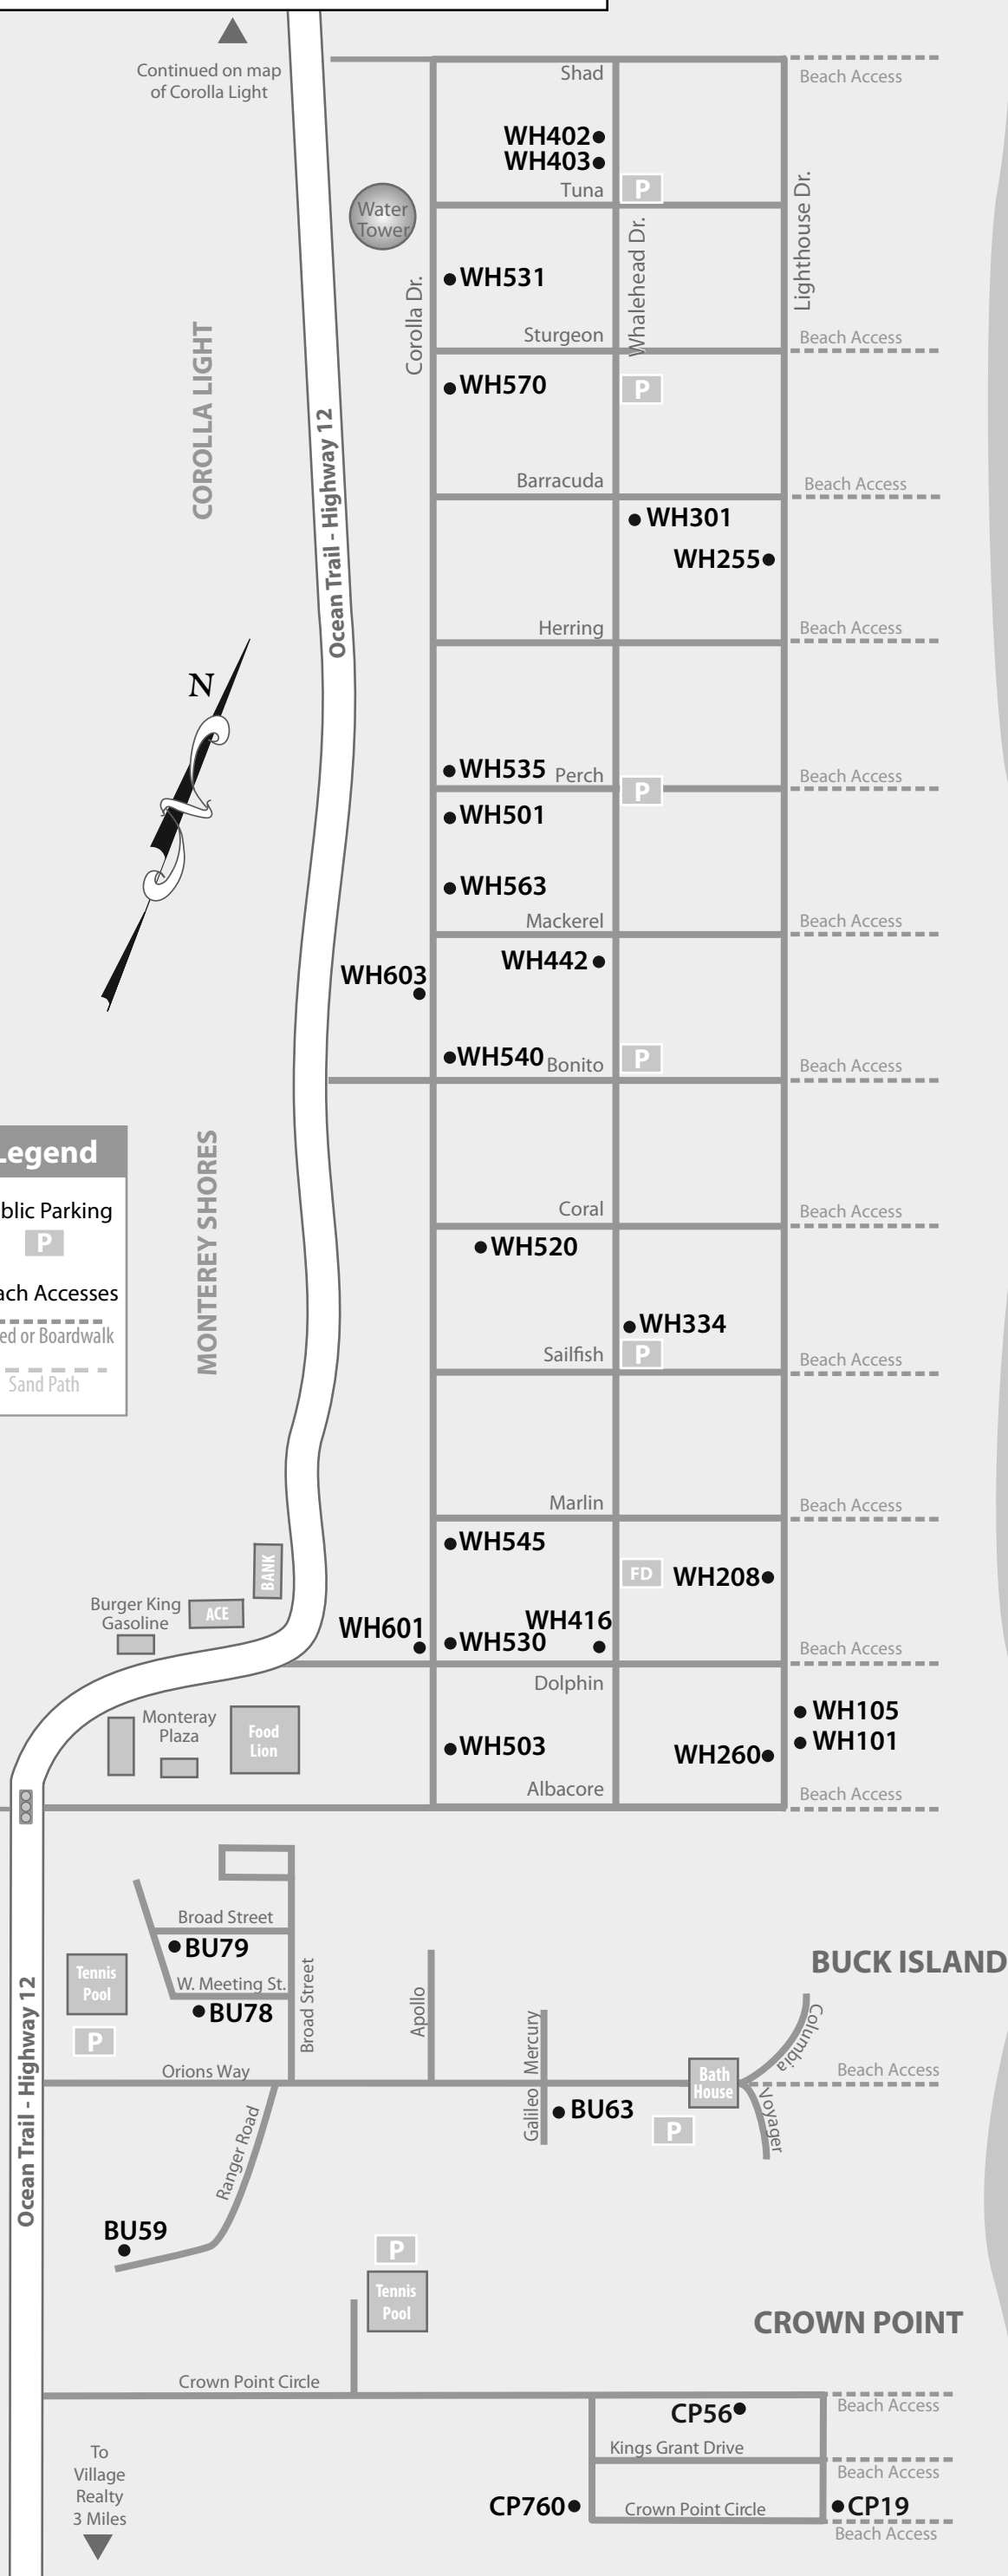 Continued on map
of Corolla Light
Shad
Beach Access
WH402
WH403
Tuna
P
Lighthouse Dr.
Water
Tower
Whalehead Dr.
WH531
Corolla Dr.
Sturgeon
Beach Access
COROLLA LIGHT
WH570
P
Ocean Trail - Highway 12
Barracuda
Beach Access
WH301
WH255
Herring
Beach Access
N
WH535
Perch
P
Beach Access
WH501
WH563
Mackerel
Beach Access
WH442
WH603
WH540
Bonito
P
Beach Access
Legend
blic Parking
P
ach Accesses
ed or Boardwalk
Sand Path
MONTEREY SHORES
Coral
Beach Access
WH520
WH334
Sailfish
P
Beach Access
Marlin
Beach Access
WH545
FD
WH208
BANK
Burger King
Gasoline
ACE
WH416
WH601
WH530
Beach Access
Dolphin
WH105
WH101
Monteray
Plaza
Food
Lion
WH503
WH260
Albacore
Beach Access
Broad Street
BU79
W. Meeting St.
BU78
Tennis
Pool
P
Broad Street
Apollo
Mercury
BUCK ISLAND
Columbia
Orions Way
Bath
House
Beach Access
Galileo
BU63
P
Voyager
Ocean Trail - Highway 12
Ranger Road
BU59
P
Tennis
Pool
CROWN POINT
Crown Point Circle
CP56
Beach Access
Kings Grant Drive
Beach Access
CP760
Crown Point Circle
CP19
Beach Access
To
Village
Realty
3 Miles